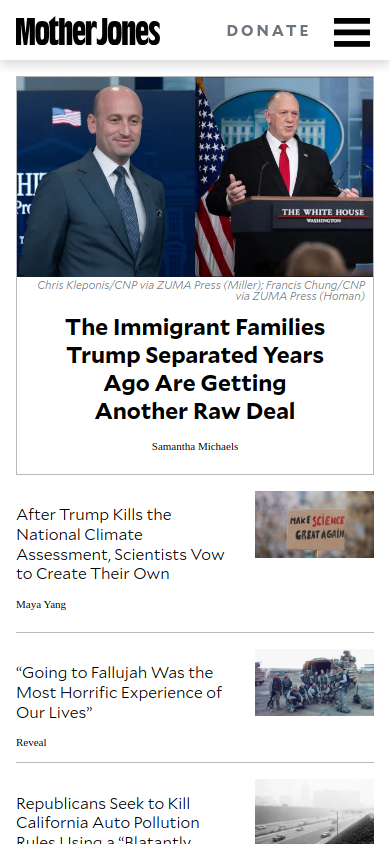 Mother Jones
DONATE
THE WHITE HOUSE
WASHINGTON
Chris Kleponis/CNP via ZUMA Press (Miller); Francis Chung/CNP
via ZUMA Press (Homan)
The Immigrant Families
Trump Separated Years
Ago Are Getting
Another Raw Deal
Samantha Michaels
After Trump Kills the
National Climate
Assessment, Scientists Vow
to Create Their Own
Maya Yang
MAKE SCIENCE
GREAT AGAIN
“Going to Fallujah Was the
Most Horrific Experience of
Our Lives”
Reveal
Republicans Seek to Kill
California Auto Pollution
Rules Using a “Blatantly